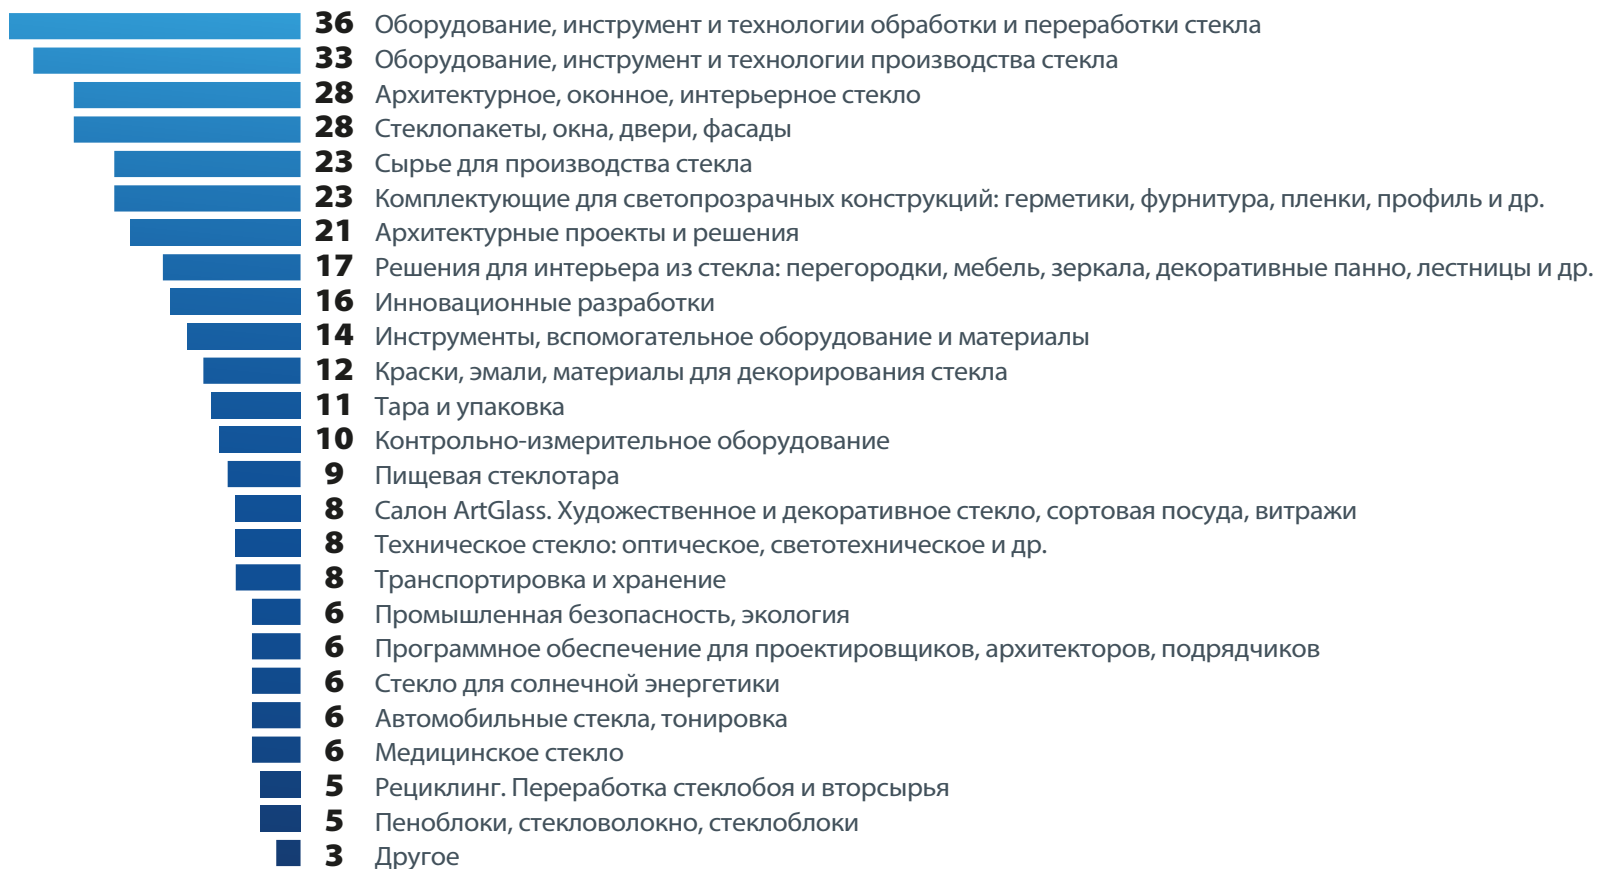 36 Оборудование, инструмент и технологии обработки и переработки стекла
33 Оборудование, инструмент и технологии производства стекла
28 Архитектурное, оконное, интерьерное стекло
28 Стеклопакеты, окна, двери, фасады
23 Сырье для производства стекла
23 Комплектующие для светопрозрачных конструкций: герметики, фурнитура, пленки, профиль и др.
21 Архитектурные проекты и решения
17 Решения для интерьера из стекла: перегородки, мебель, зеркала, декоративные панно, лестницы и др.
16 Инновационные разработки
14 Инструменты, вспомогательное оборудование и материалы
12 Краски, эмали, материалы для декорирования стекла
11 Тара и упаковка
10 Контрольно-измерительное оборудование
9 Пищевая стеклотара
8 Салон ArtGlass. Художественное и декоративное стекло, сортовая посуда, витражи
8 Техническое стекло: оптическое, светотехническое и др.
8 Транспортировка и хранение
6 Промышленная безопасность, экология
6 Программное обеспечение для проектировщиков, архитекторов, подрядчиков
6 Стекло для солнечной энергетики
6 Автомобильные стекла, тонировка
6 Медицинское стекло
5 Рециклинг. Переработка стеклобоя и вторсырья
5 Пеноблоки, стекловолокно, стеклоблоки
3 Другое